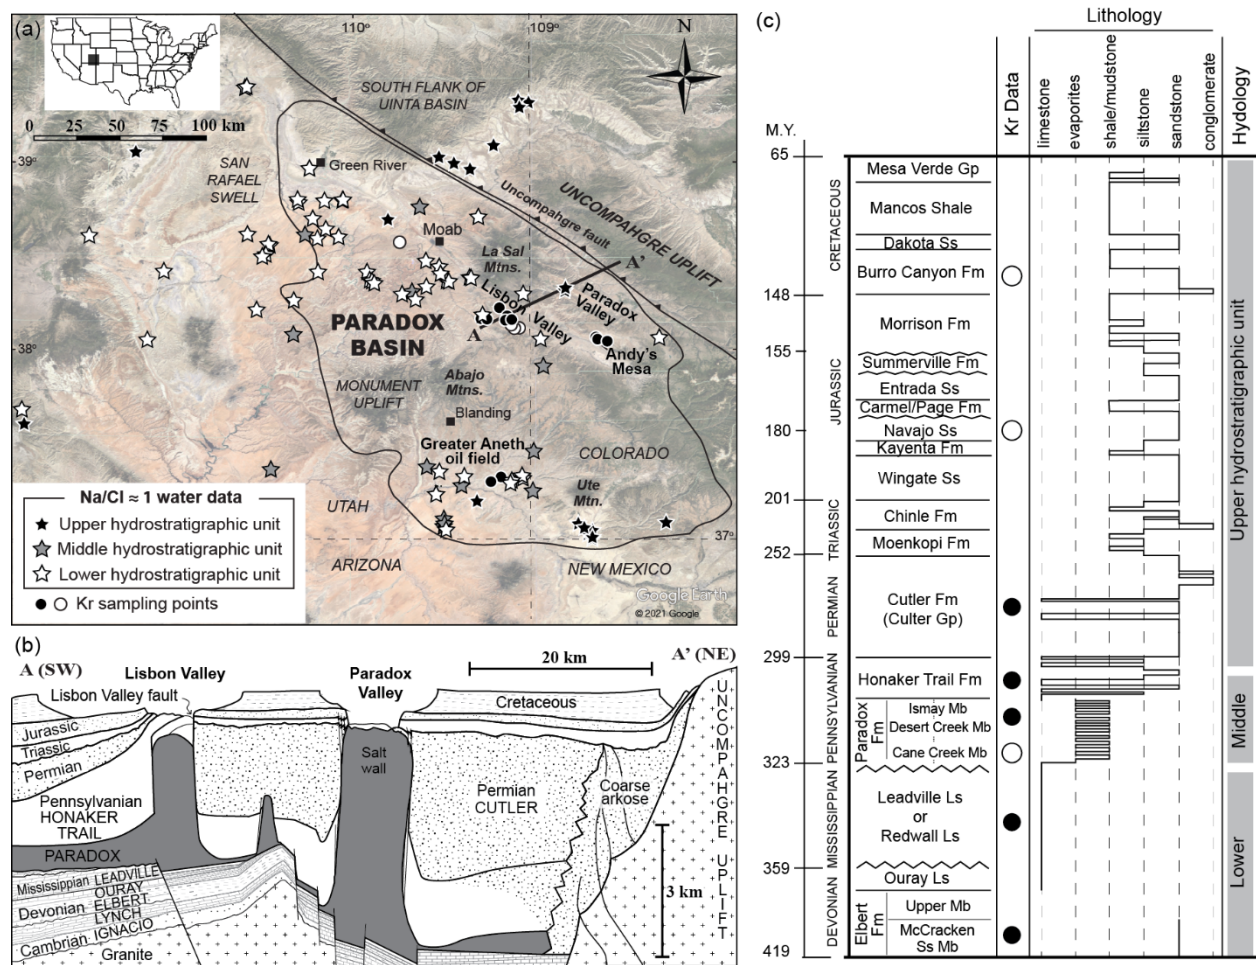 (a)
110°
109°
N
SOUTH FLANK OF
UINTA BASIN
0 25 50 75 100 km
39°
SAN
RAFAEL
SWELL
Green River
Uncompahgre fault
UNCOMPAHGRE UPLIFT
Moab
La Sal
Mtns.
A'
Lisbon Valley
Paradox
Valley
A
PARADOX
BASIN
38°
Andy's
Mesa
Abajo
Mtns.
MONUMENT
UPLIFT
Blanding
Greater Aneth
oil field
COLORADO
Ute
Mtn.
UTAH
37°
ARIZONA
NEW MEXICO
Na/Cl ≈ 1 water data
Upper hydrostratigraphic unit
Middle hydrostratigraphic unit
Lower hydrostratigraphic unit
Kr sampling points
Google Earth
© 2021 Google
(b)
A (SW)
20 km
A' (NE)
Lisbon Valley
Paradox
Valley
Lisbon Valley fault
Cretaceous
Jurassic
Triassic
Permian
Salt
wall
Permian
CUTLER
Coarse
arkose
UNCOMPAHGRE UPLIFT
Pennsylvanian
HONAKER
TRAIL
PARADOX
3 km
Mississippian LEADVILLE
OURAY
Devonian ELBERT
LYNCH
Cambrian IGNACIO
Granite
(c)
Lithology
M.Y.
Kr Data
limestone
evaporites
shale/mudstone
siltstone
sandstone
conglomerate
Hydology
65
Mesa Verde Gp
CRETACEOUS
Mancos Shale
Dakota Ss
Burro Canyon Fm
148
Morrison Fm
155
Summerville Fm
JURASSIC
Entrada Ss
Carmel/Page Fm
180
Navajo Ss
Kayenta Fm
Wingate Ss
201
TRIASSIC
Chinle Fm
Moenkopi Fm
252
PERMIAN
Cutler Fm
(Culter Gp)
Upper hydrostratigraphic unit
299
PENNSYLVANIAN
Honaker Trail Fm
Paradox
Fm
Ismay Mb
Desert Creek Mb
Cane Creek Mb
Middle
323
MISSISSIPPIAN
Leadville Ls
or
Redwall Ls
359
DEVONIAN
Ouray Ls
Elbert
Fm
Upper Mb
McCracken
Ss Mb
Lower
419